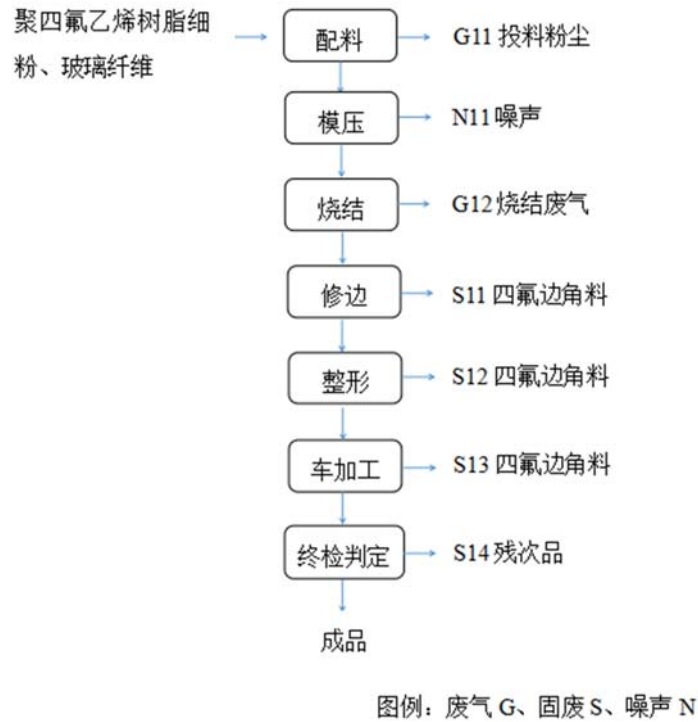 聚四氟乙烯树脂细
粉、玻璃纤维
配料
G11 投料粉尘
模压
N11 噪声
烧结
G12 烧结废气
修边
S11 四氟边角料
整形
S12 四氟边角料
车加工
S13 四氟边角料
终检判定
S14 残次品
成品
图例：废气 G、固废 S、噪声 N